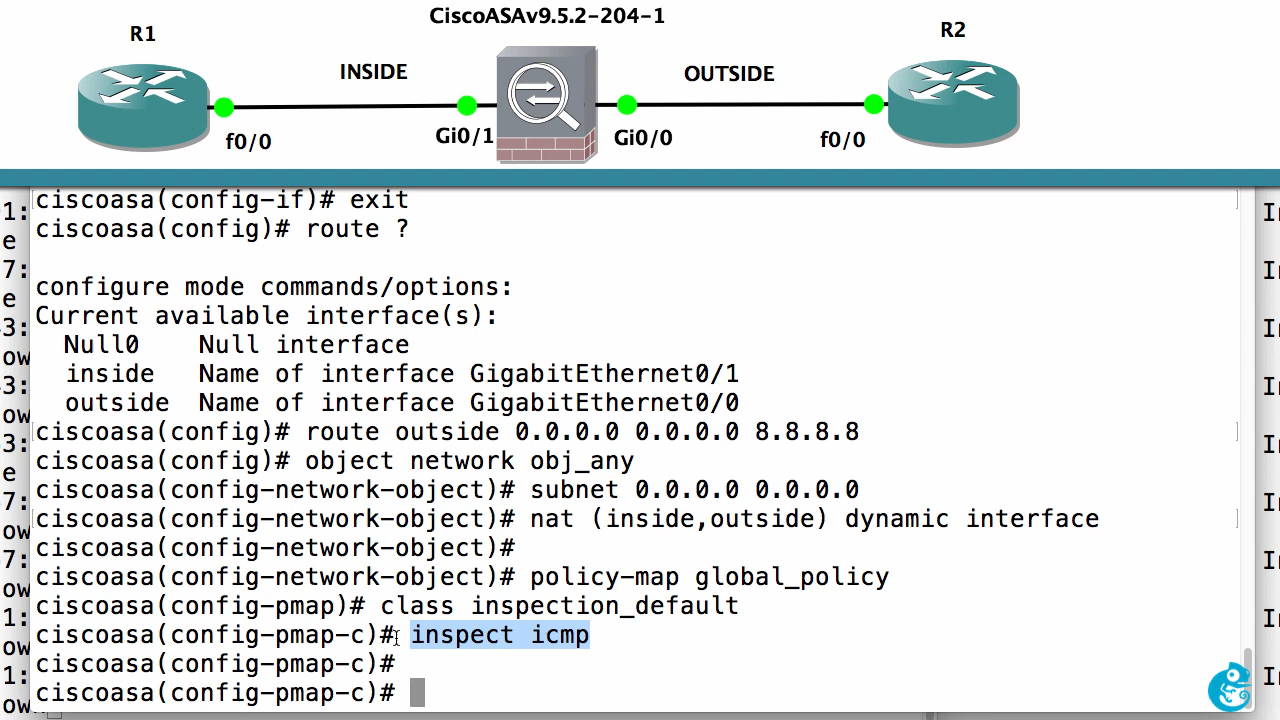 CiscoASAv9.5.2-204-1
R1
R2
INSIDE
OUTSIDE
f0/0
Gi0/1
Gi0/0
f0/0
ciscoasa(config-if)# exit
ciscoasa(config)# route ?
configure mode commands/options:
Current available interface(s):
Null0 Null interface
inside Name of interface GigabitEthernet0/1
outside Name of interface GigabitEthernet0/0
ciscoasa(config)# route outside 0.0.0.0 0.0.0.0 8.8.8.8
ciscoasa(config)# object network obj_any
ciscoasa(config-network-object)# subnet 0.0.0.0 0.0.0.0
ciscoasa(config-network-object)# nat (inside,outside) dynamic interface
ciscoasa(config-network-object)#
ciscoasa(config-network-object)# policy-map global_policy
ciscoasa(config-pmap)# class inspection_default
ciscoasa(config-pmap-c)# inspect icmp
ciscoasa(config-pmap-c)#
ciscoasa(config-pmap-c)#